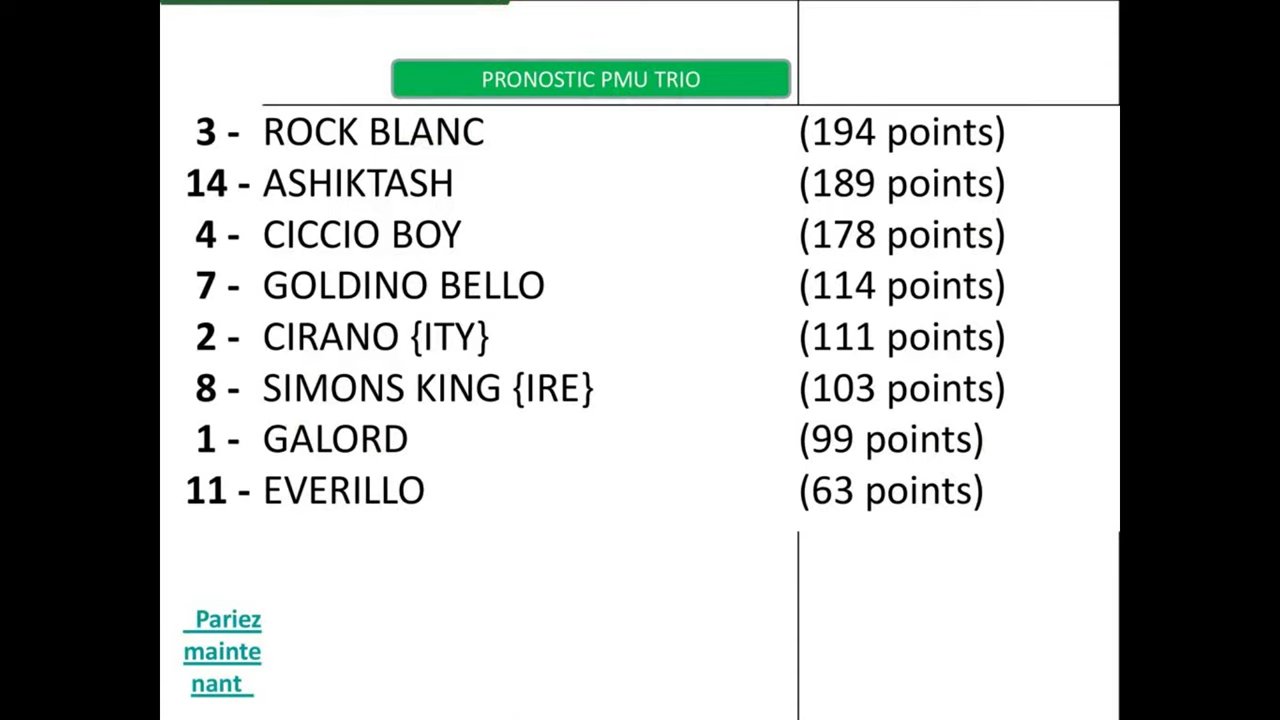 PRONOSTIC PMU TRIO
3 - ROCK BLANC (194 points)
14 - ASHIKTASH (189 points)
4 - CICCIO BOY (178 points)
7 - GOLDINO BELLO (114 points)
2 - CIRANO {ITY} (111 points)
8 - SIMONS KING {IRE} (103 points)
1 - GALORD (99 points)
11 - EVERILLO (63 points)
Pariez
mainte
nant